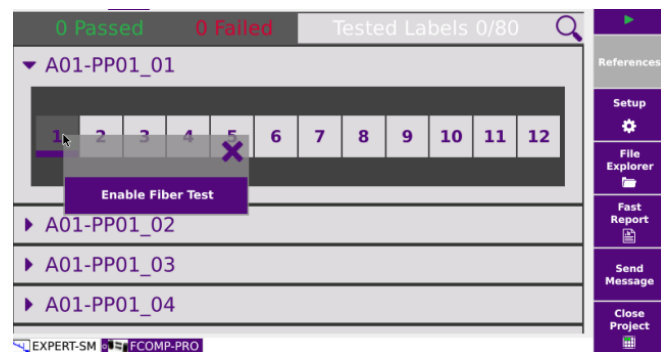 0 Passed 0 Failed Tested Labels 0/80
A01-PP01_01
1 2 3 4 5 6 7 8 9 10 11 12
Enable Fiber Test
A01-PP01_02
A01-PP01_03
A01-PP01_04
EXPERT-SM FCOMP-PRO
References
Setup
File
Explorer
Fast
Report
Send
Message
Close
Project